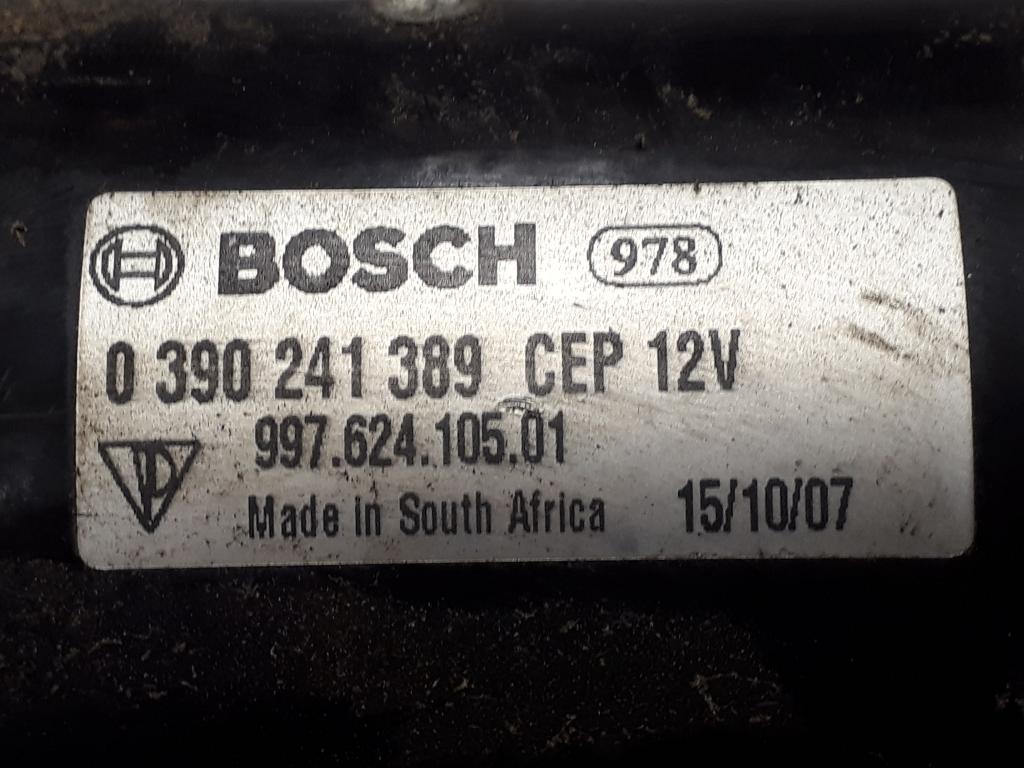 BOSCH 978
0 390 241 389 CEP 12V
997.624.105.01
Made in South Africa 15/10/07